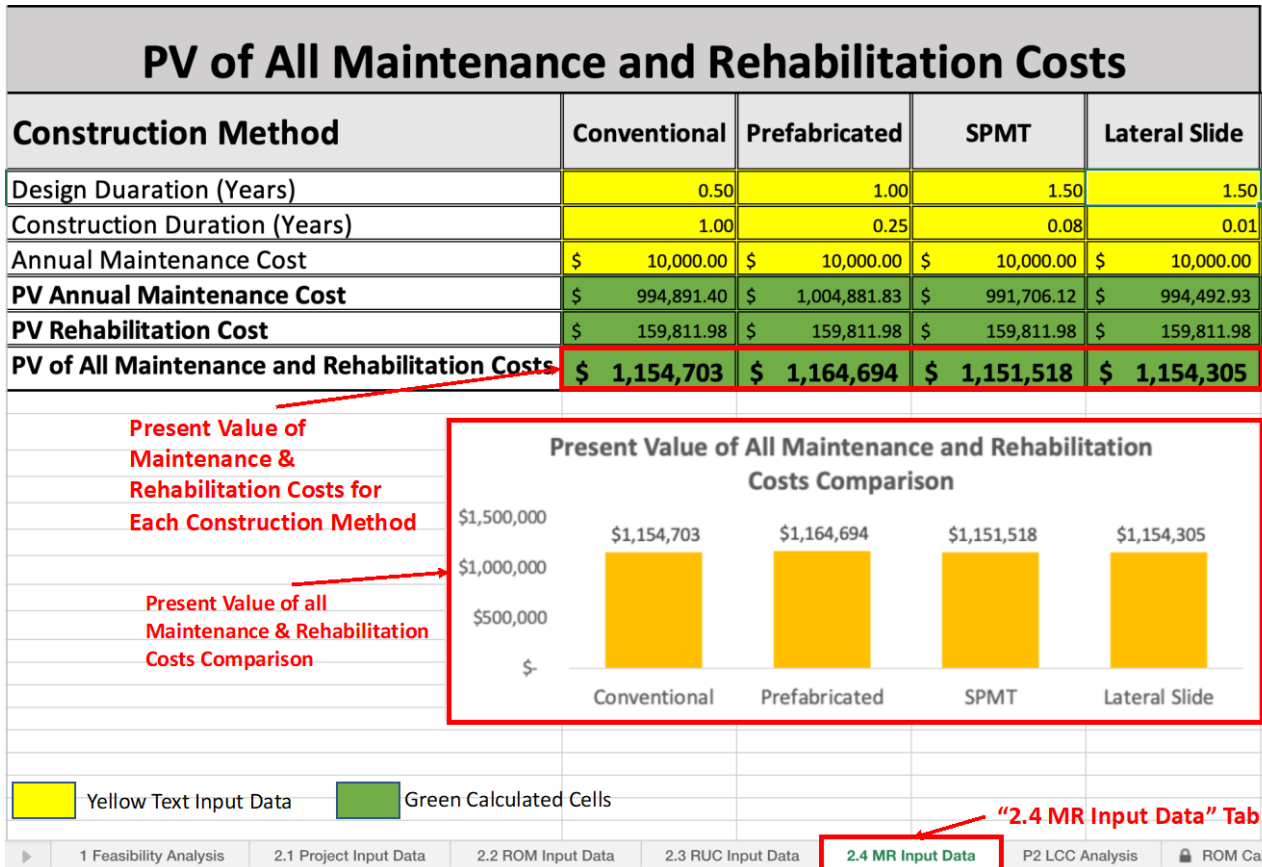 PV of All Maintenance and Rehabilitation Costs
Construction Method Conventional Prefabricated SPMT Lateral Slide
Design Duaration (Years) 0.50 1.00 1.50 1.50
Construction Duration (Years) 1.00 0.25 0.08 0.01
Annual Maintenance Cost $ 10,000.00 $ 10,000.00 $ 10,000.00 $ 10,000.00
PV Annual Maintenance Cost $ 994,891.40 $ 1,004,881.83 $ 991,706.12 $ 994,492.93
PV Rehabilitation Cost $ 159,811.98 $ 159,811.98 $ 159,811.98 $ 159,811.98
PV of All Maintenance and Rehabilitation Costs $ 1,154,703 $ 1,164,694 $ 1,151,518 $ 1,154,305
Present Value of
Maintenance &
Rehabilitation Costs for
Each Construction Method
Present Value of all
Maintenance & Rehabilitation
Costs Comparison
Present Value of All Maintenance and Rehabilitation
Costs Comparison
$1,500,000
$1,000,000
$500,000
$-
$1,154,703 $1,164,694 $1,151,518 $1,154,305
Conventional Prefabricated SPMT Lateral Slide
Yellow Text Input Data Green Calculated Cells
“2.4 MR Input Data” Tab
1 Feasibility Analysis 2.1 Project Input Data 2.2 ROM Input Data 2.3 RUC Input Data 2.4 MR Input Data P2 LCC Analysis ROM Ca